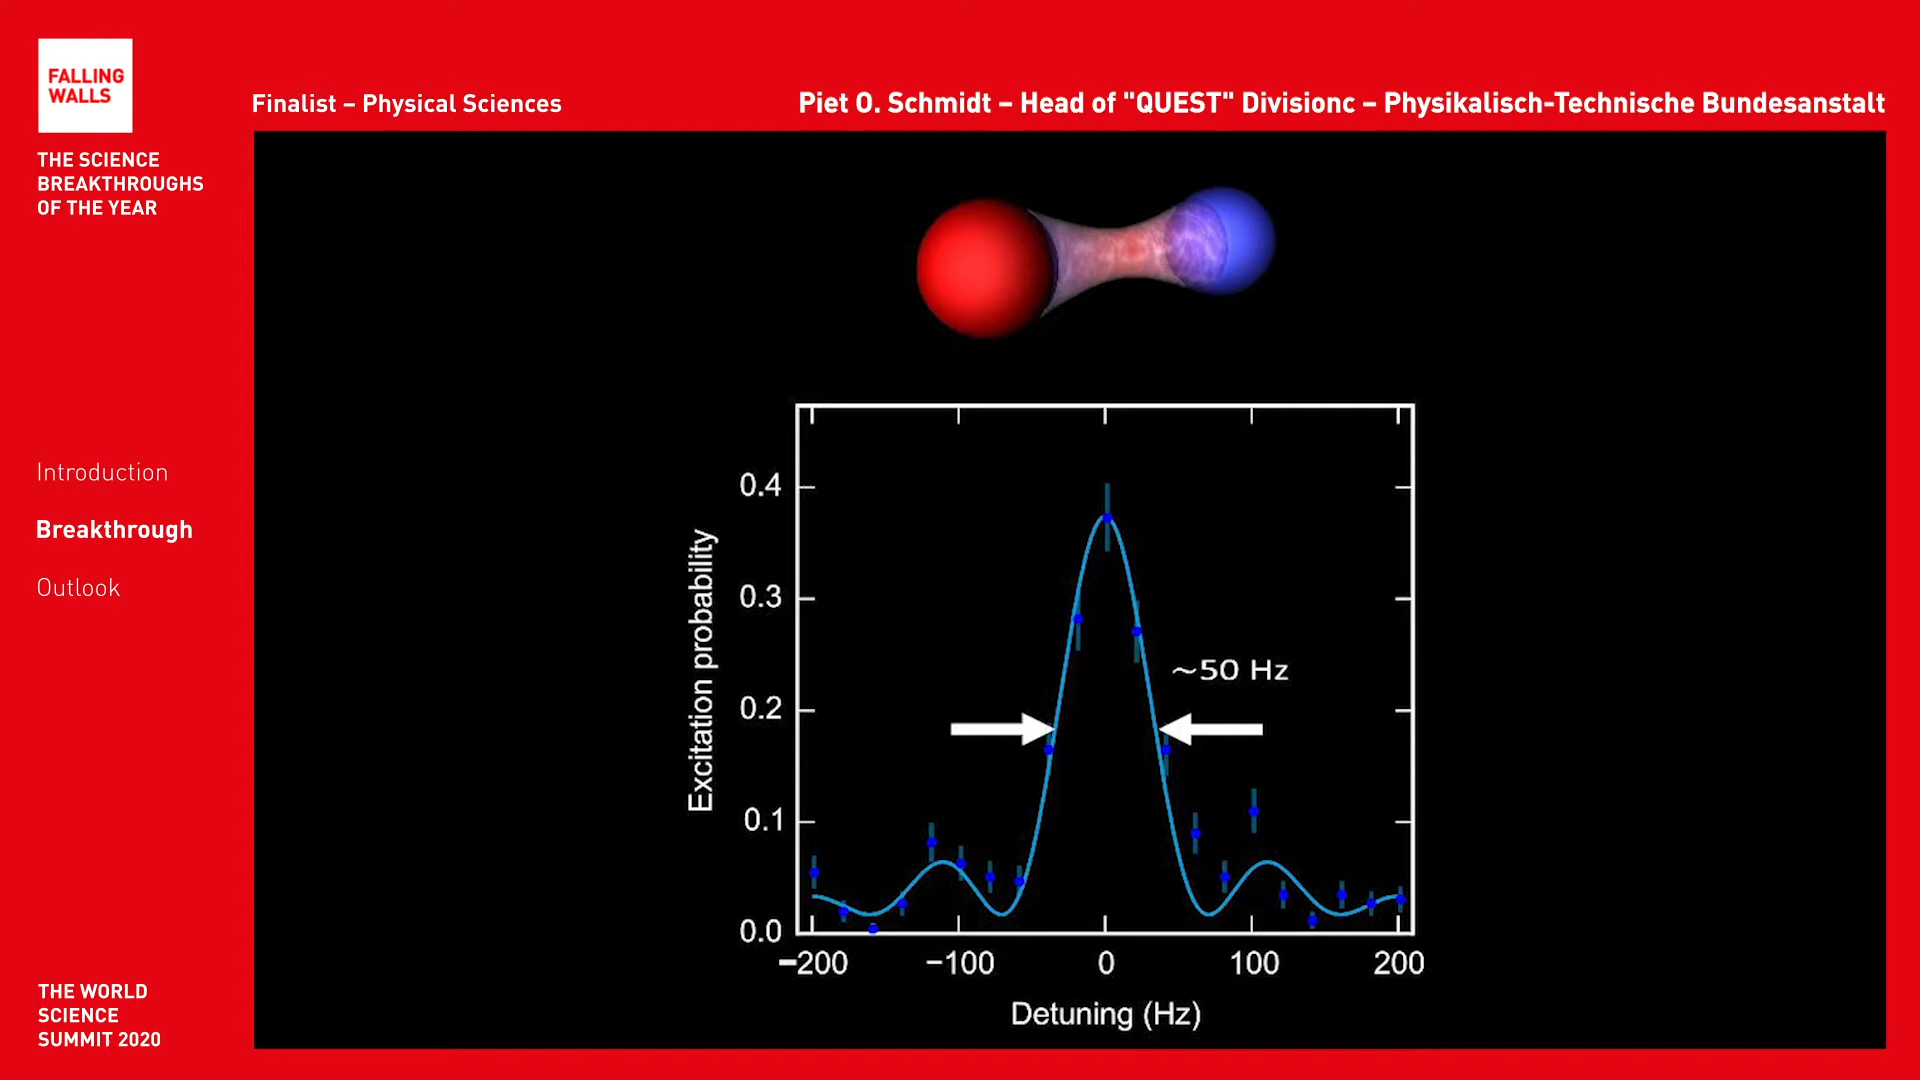 FALLING
WALLS
THE SCIENCE
BREAKTHROUGHS
OF THE YEAR
Finalist – Physical Sciences
Piet O. Schmidt – Head of "QUEST" Divisionc – Physikalisch-Technische Bundesanstalt
Introduction
Breakthrough
Outlook
THE WORLD
SCIENCE
SUMMIT 2020
Excitation probability
0.4
0.3
0.2
0.1
0.0
~50 Hz
−200 −100 0 100 200
Detuning (Hz)